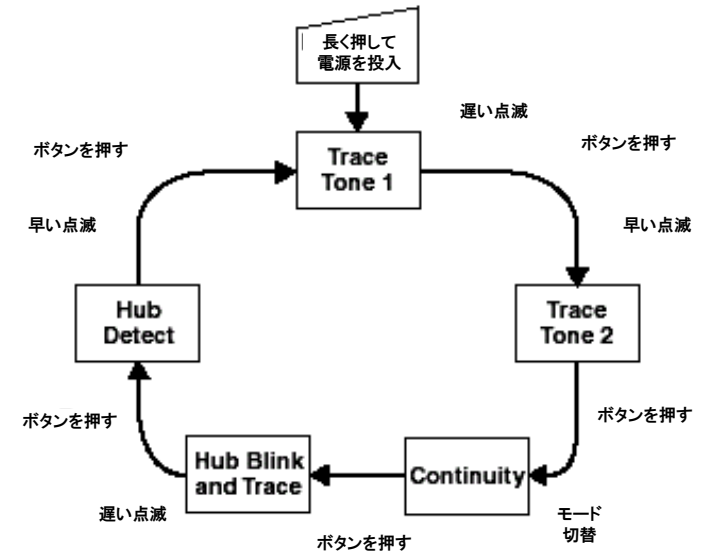 長く押して
電源を投入
遅い点滅
ボタンを押す
ボタンを押す
Trace
Tone 1
早い点滅
早い点滅
Hub
Detect
Trace
Tone 2
ボタンを押す
ボタンを押す
Hub Blink
and Trace
Continuity
遅い点滅
モード
切替
ボタンを押す